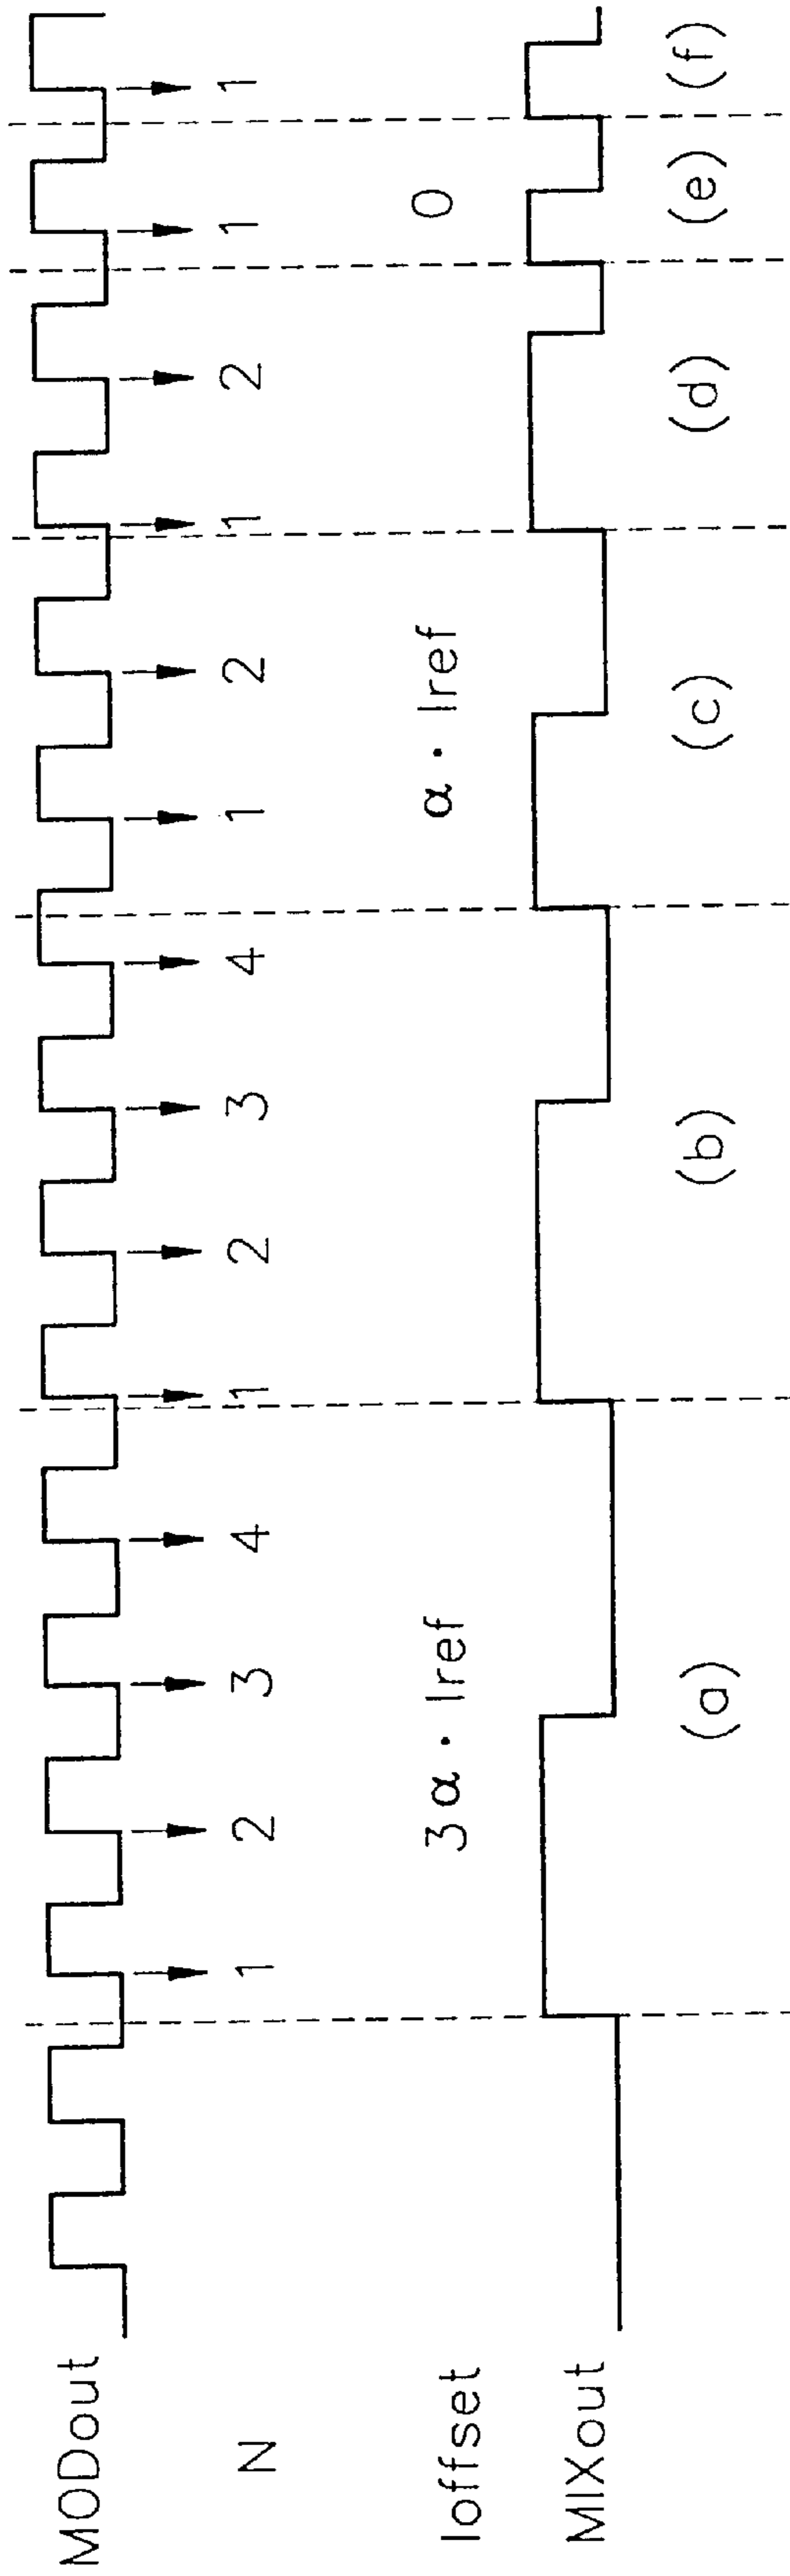 MODout
N 1 2 3 4 1 2 3 4 1 2 1 2 1 1
Ioffset 3α・Iref α・Iref 0
MIXout
(a) (b) (c) (d) (e) (f)